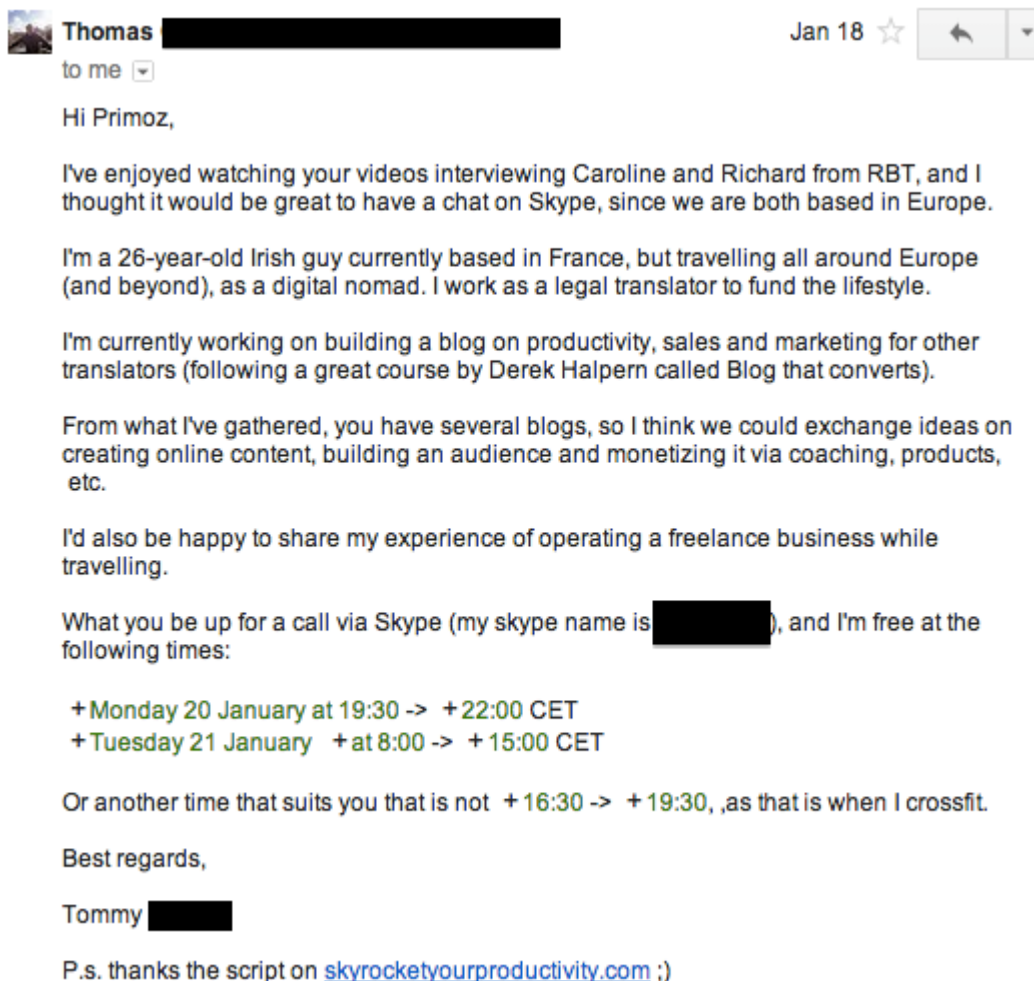 Thomas
Jan 18
to me
Hi Primoz,
I've enjoyed watching your videos interviewing Caroline and Richard from RBT, and I
thought it would be great to have a chat on Skype, since we are both based in Europe.
I'm a 26-year-old Irish guy currently based in France, but travelling all around Europe
(and beyond), as a digital nomad. I work as a legal translator to fund the lifestyle.
I'm currently working on building a blog on productivity, sales and marketing for other
translators (following a great course by Derek Halpern called Blog that converts).
From what I've gathered, you have several blogs, so I think we could exchange ideas on
creating online content, building an audience and monetizing it via coaching, products,
etc.
I'd also be happy to share my experience of operating a freelance business while
travelling.
What you be up for a call via Skype (my skype name is ), and I'm free at the
following times:
+Monday 20 January at 19:30 -> +22:00 CET
+Tuesday 21 January +at 8:00 -> +15:00 CET
Or another time that suits you that is not +16:30 -> +19:30, ,as that is when I crossfit.
Best regards,
Tommy
P.s. thanks the script on skyrocketyourproductivity.com ;)